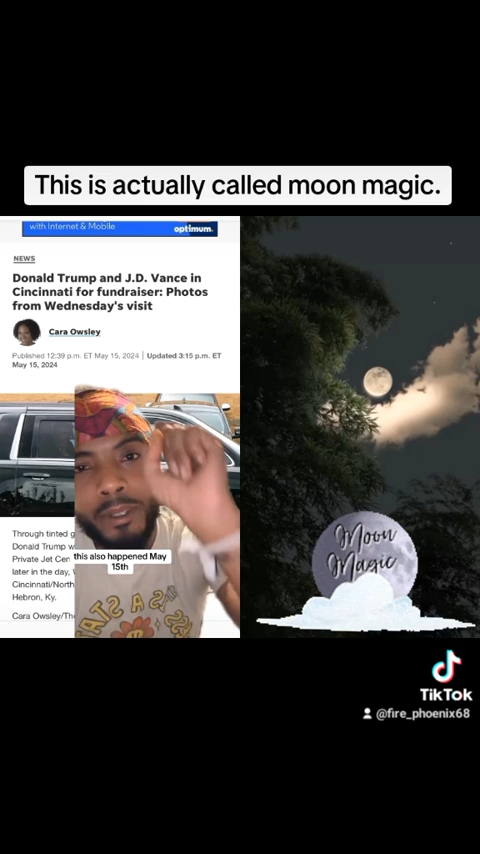 This is actually called moon magic.
with Internet & Mobile
optimum.
NEWS
Donald Trump and J.D. Vance in
Cincinnati for fundraiser: Photos
from Wednesday's visit
Cara Owsley
Published 12:39 p.m. ET May 15, 2024 | Updated 3:15 p.m. ET
May 15, 2024
Through tinted g
Donald Trump w
Private Jet Cen
later in the day,
Cincinnati/North
Hebron, Ky.
Cara Owsley/The
this also happened May
15th
Moon
Magic
TikTok
@fire_phoenix68